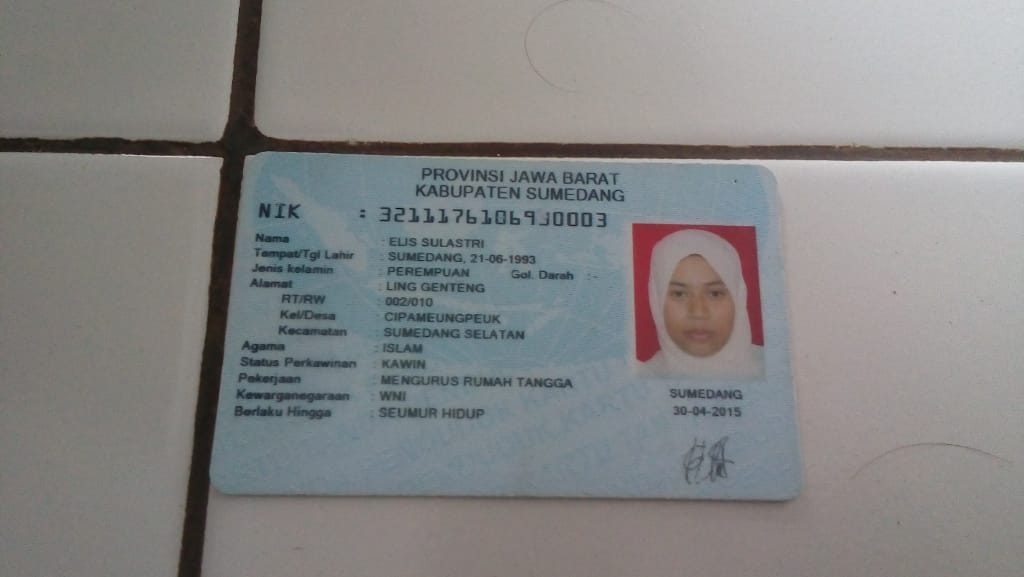 PROVINSI JAWA BARAT
KABUPATEN SUMEDANG
NIK : 3211176106930003
Nama : ELIS SULASTRI
Tempat/Tgl Lahir : SUMEDANG, 21-06-1993
Jenis kelamin : PEREMPUAN Gol. Darah : -
Alamat : LING GENTENG
RT/RW : 002/010
Kel/Desa : CIPAMEUNGPEUK
Kecamatan : SUMEDANG SELATAN
Agama : ISLAM
Status Perkawinan : KAWIN
Pekerjaan : MENGURUS RUMAH TANGGA
Kewarganegaraan : WNI
Berlaku Hingga : SEUMUR HIDUP
SUMEDANG
30-04-2015